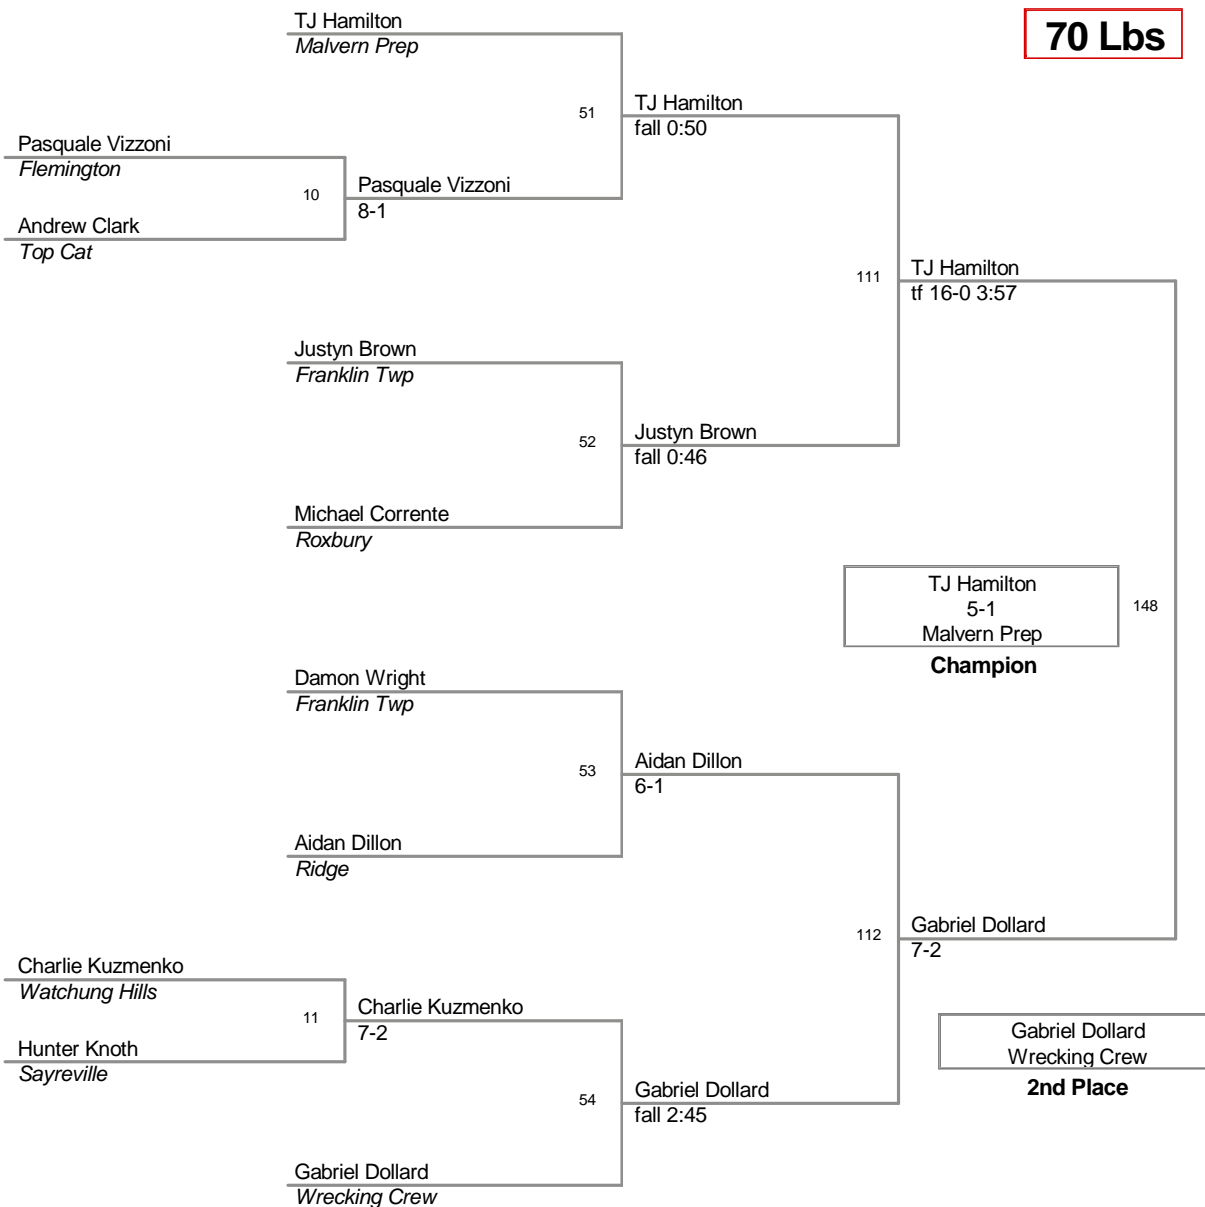 TJ Hamilton
Malvern Prep
70 Lbs
51
TJ Hamilton
fall 0:50
Pasquale Vizzoni
Flemington
10
Pasquale Vizzoni
8-1
Andrew Clark
Top Cat
111
TJ Hamilton
tf 16-0 3:57
Justyn Brown
Franklin Twp
52
Justyn Brown
fall 0:46
Michael Corrente
Roxbury
TJ Hamilton
5-1
Malvern Prep
Champion
148
Damon Wright
Franklin Twp
53
Aidan Dillon
6-1
Aidan Dillon
Ridge
112
Gabriel Dollard
7-2
Charlie Kuzmenko
Watchung Hills
11
Charlie Kuzmenko
7-2
Hunter Knoth
Sayreville
Gabriel Dollard
Wrecking Crew
2nd Place
54
Gabriel Dollard
fall 2:45
Gabriel Dollard
Wrecking Crew